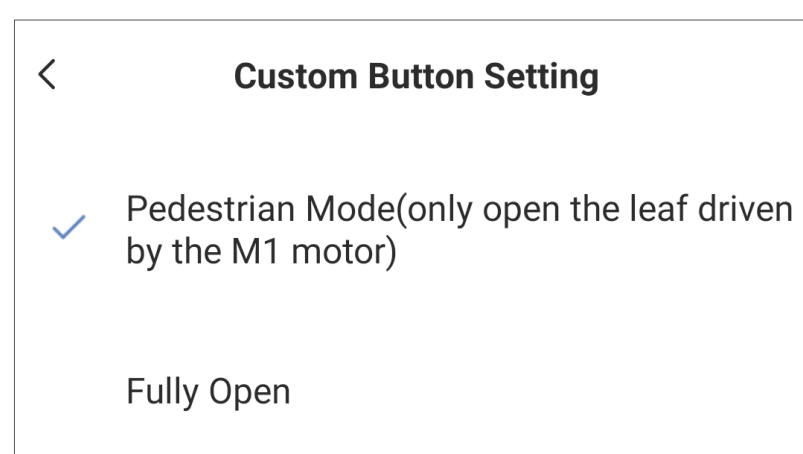 Custom Button Setting
Pedestrian Mode(only open the leaf driven
by the M1 motor)
Fully Open